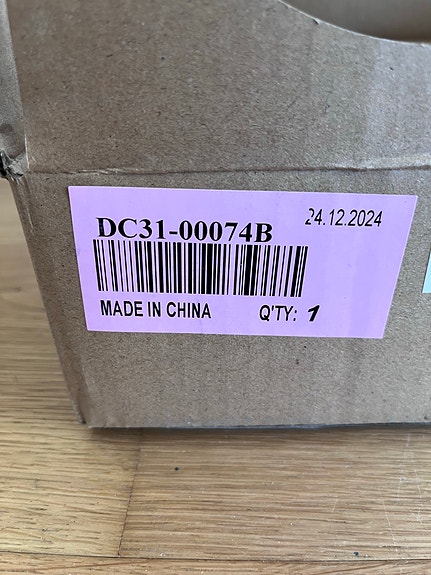 24.12.2024
DC31-00074B
MADE IN CHINA Q'TY: 1